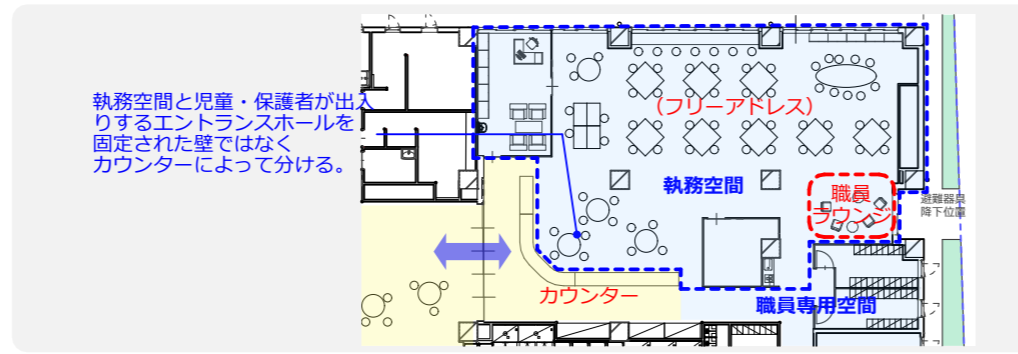 執務空間と児童・保護者が出入
りするエントランスホールを
固定された壁ではなく
カウンターによって分ける。
（フリーアドレス）
執務空間
職員
ラウンジ
避難器具
降下位置
カウンター
職員専用空間